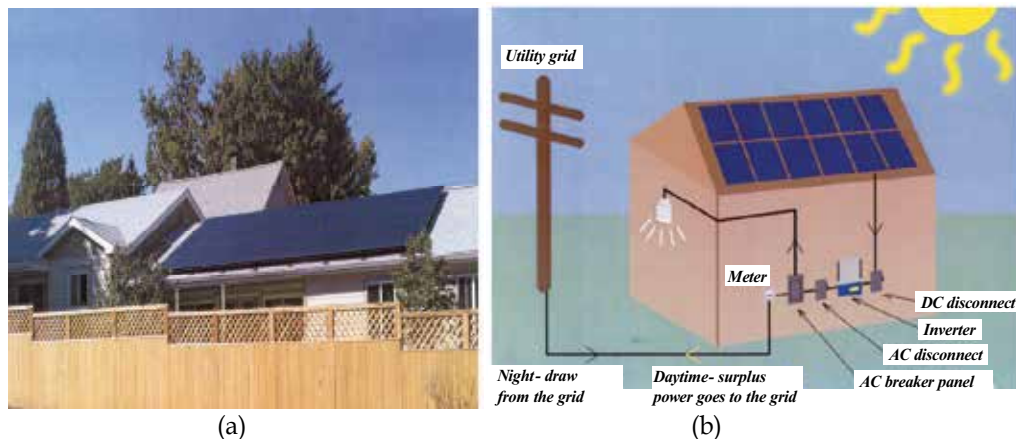 Utility grid
Meter
DC disconnect
Inverter
AC disconnect
AC breaker panel
Night- draw
from the grid
Daytime- surplus
power goes to the grid
(a)
(b)